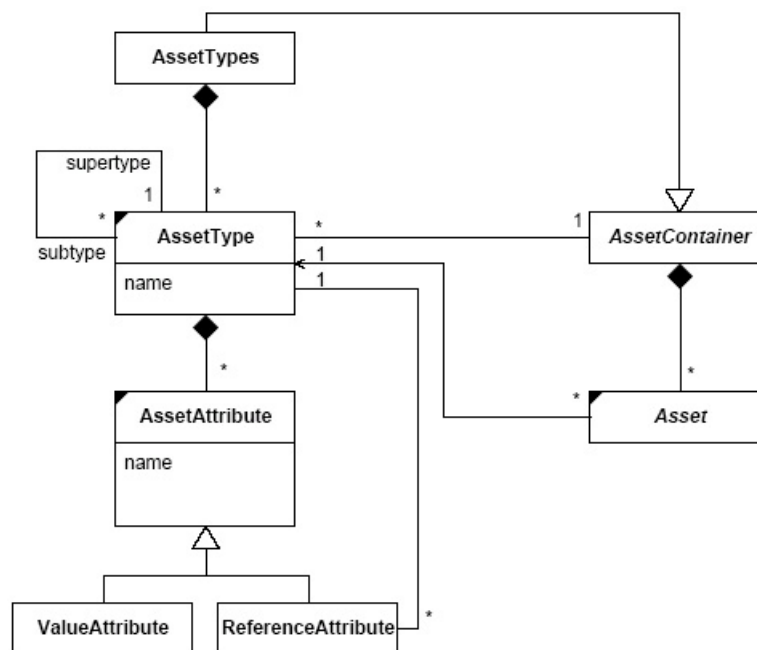 AssetTypes
supertype
1
*
*
subtype
AssetType
name
*
1
AssetContainer
1
1
*
*
*
AssetAttribute
name
Asset
ValueAttribute
ReferenceAttribute
*